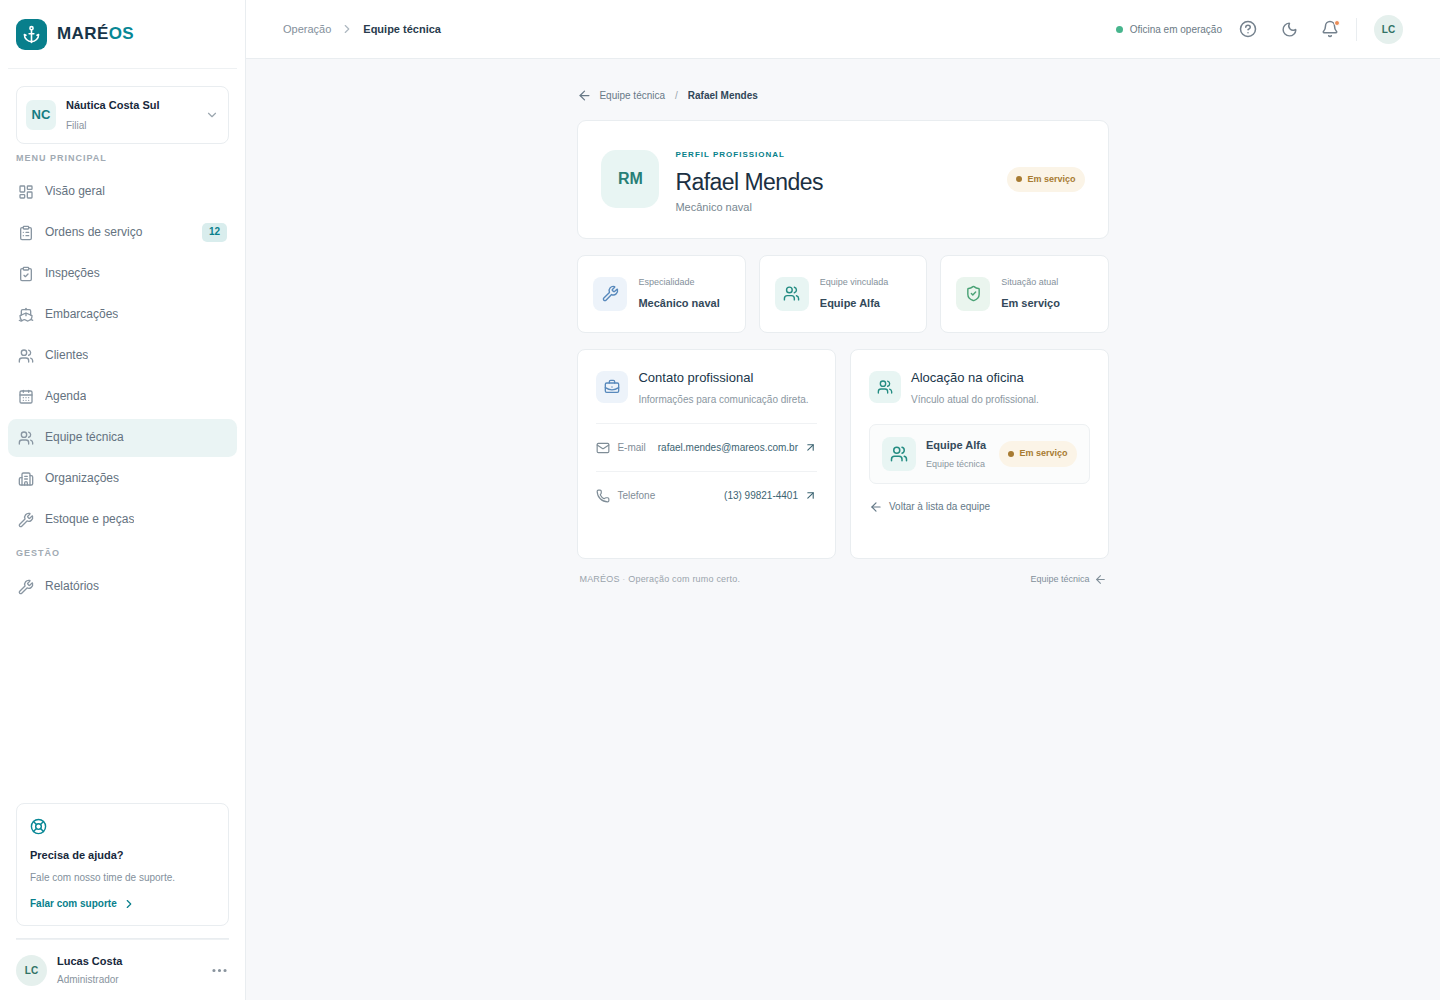 MARÉOS
NC
Náutica Costa Sul
Filial
MENU PRINCIPAL
Visão geral
Ordens de serviço 12
Inspeções
Embarcações
Clientes
Agenda
Equipe técnica
Organizações
Estoque e peças
GESTÃO
Relatórios
Precisa de ajuda?
Fale com nosso time de suporte.
Falar com suporte
LC
Lucas Costa
Administrador
Operação Equipe técnica
Oficina em operação
LC
Equipe técnica / Rafael Mendes
RM
PERFIL PROFISSIONAL
Rafael Mendes
Mecânico naval
Em serviço
Especialidade
Mecânico naval
Equipe vinculada
Equipe Alfa
Situação atual
Em serviço
Contato profissional
Informações para comunicação direta.
E-mail rafael.mendes@mareos.com.br
Telefone (13) 99821-4401
Alocação na oficina
Vínculo atual do profissional.
Equipe Alfa
Equipe técnica
Em serviço
Voltar à lista da equipe
MARÉOS · Operação com rumo certo.
Equipe técnica